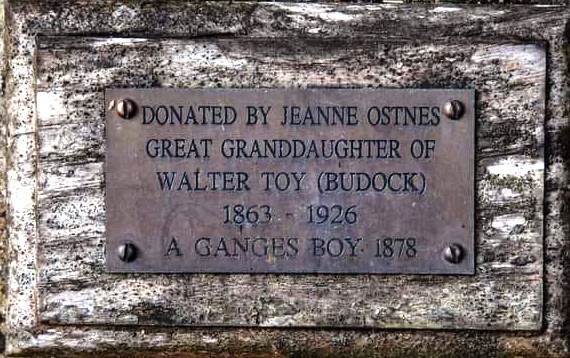 DONATED BY JEANNE OSTNES
GREAT GRANDDAUGHTER OF
WALTER TOY (BUDOCK)
1863 - 1926
A GANGES BOY 1878